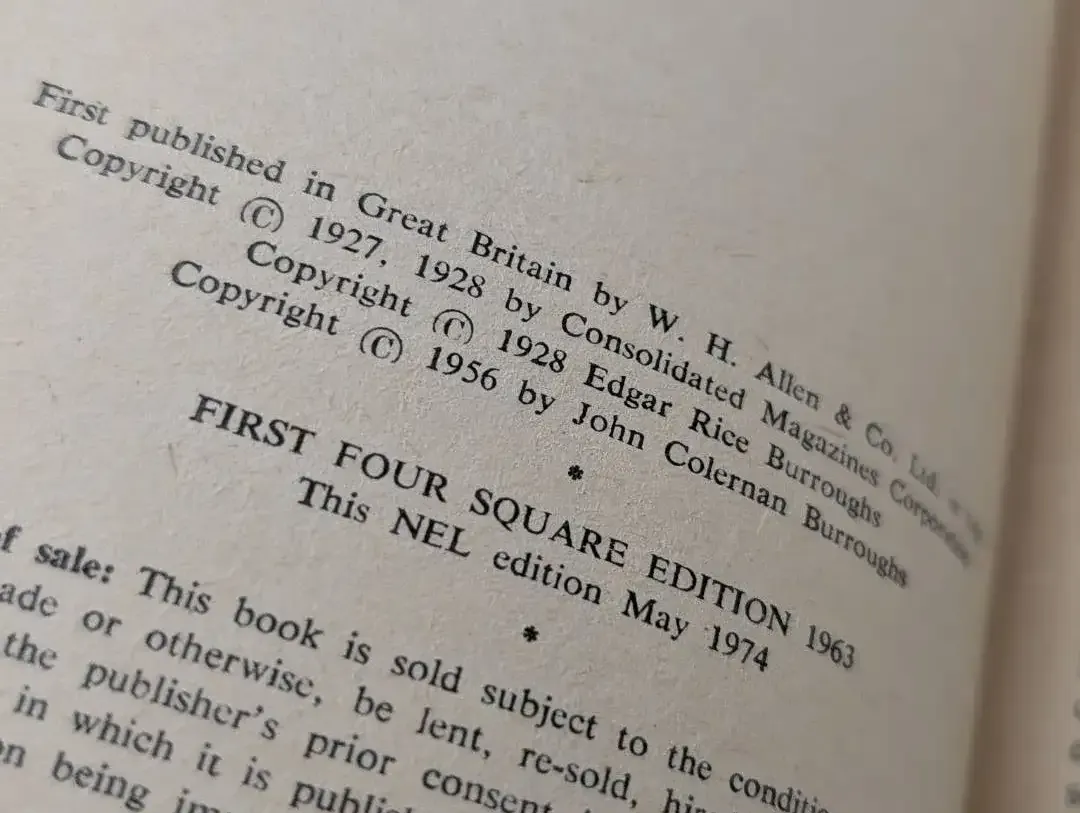 First published in Great Britain by W. H. Allen & Co. Ltd.
Copyright © 1927, 1928 by Consolidated Magazines Corporation
Copyright © 1928 Edgar Rice Burroughs
Copyright © 1956 by John Colernan Burroughs
*
FIRST FOUR SQUARE EDITION 1963
This NEL edition May 1974
*
sale: This book is sold subject to the
or otherwise, be lent, re-sold,
the publisher's prior consent
in which it is
being